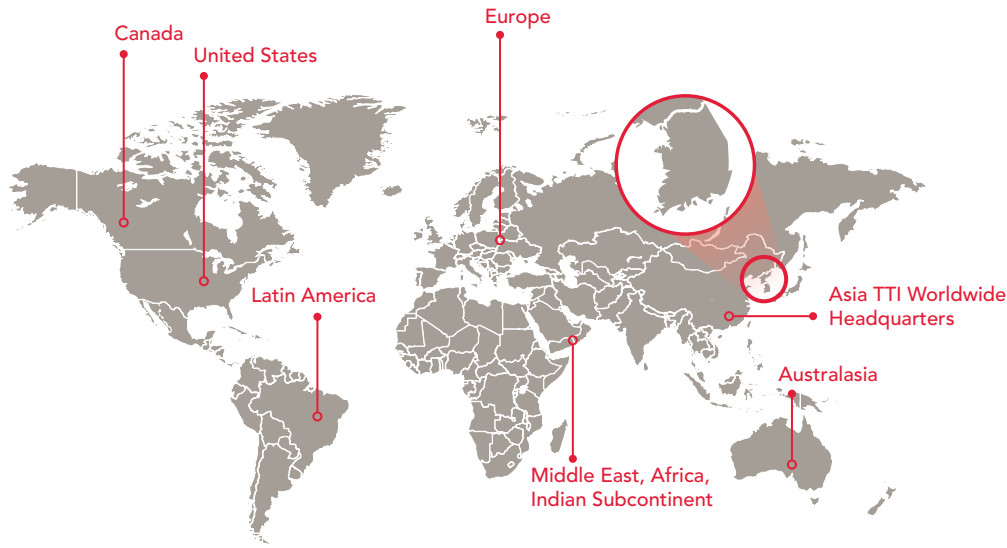 Europe
Canada
United States
Latin America
Asia TTI Worldwide
Headquarters
Australasia
Middle East, Africa,
Indian Subcontinent